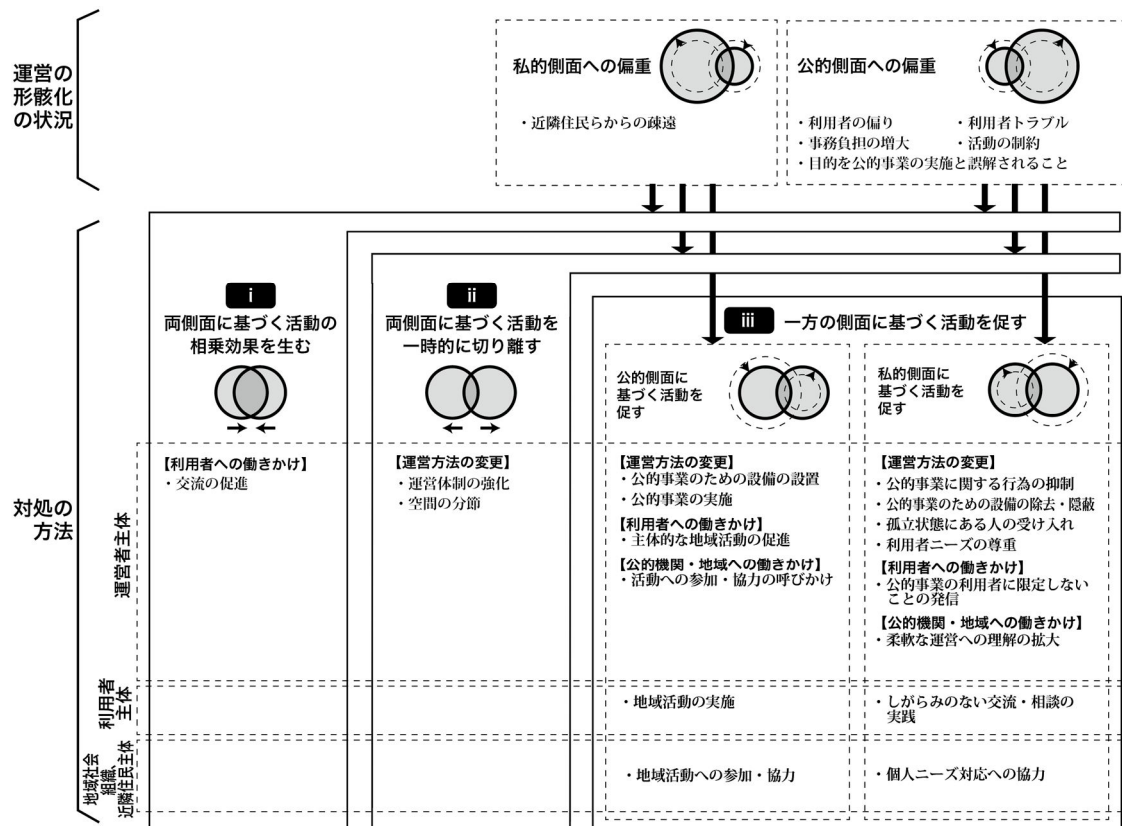 運営の
形骸化
の状況
私的側面への偏重
・近隣住民らからの疎遠
公的側面への偏重
・利用者の偏り
・利用者トラブル
・事務負担の増大
・活動の制約
・目的を公的事業の実施と誤解されること
対処の
方法
i
両側面に基づく活動の
相乗効果を生む
ii
両側面に基づく活動を
一時的に切り離す
iii
一方の側面に基づく活動を促す
公的側面に
基づく活動を
促す
私的側面に
基づく活動を
促す
運営者主体
【利用者への働きかけ】
・交流の促進
【運営方法の変更】
・運営体制の強化
・空間の分節
【運営方法の変更】
・公的事業のための設備の設置
・公的事業の実施
【利用者への働きかけ】
・主体的な地域活動の促進
【公的機関・地域への働きかけ】
・活動への参加・協力の呼びかけ
【運営方法の変更】
・公的事業に関する行為の抑制
・公的事業のための設備の除去・隠蔽
・孤立状態にある人の受け入れ
・利用者ニーズの尊重
【利用者への働きかけ】
・公的事業の利用者に限定しない
ことの発信
【公的機関・地域への働きかけ】
・柔軟な運営への理解の拡大
利用者
主体
・地域活動の実施
・しがらみのない交流・相談の
実践
地域社会
組織、
近隣住民主体
・地域活動への参加・協力
・個人ニーズ対応への協力